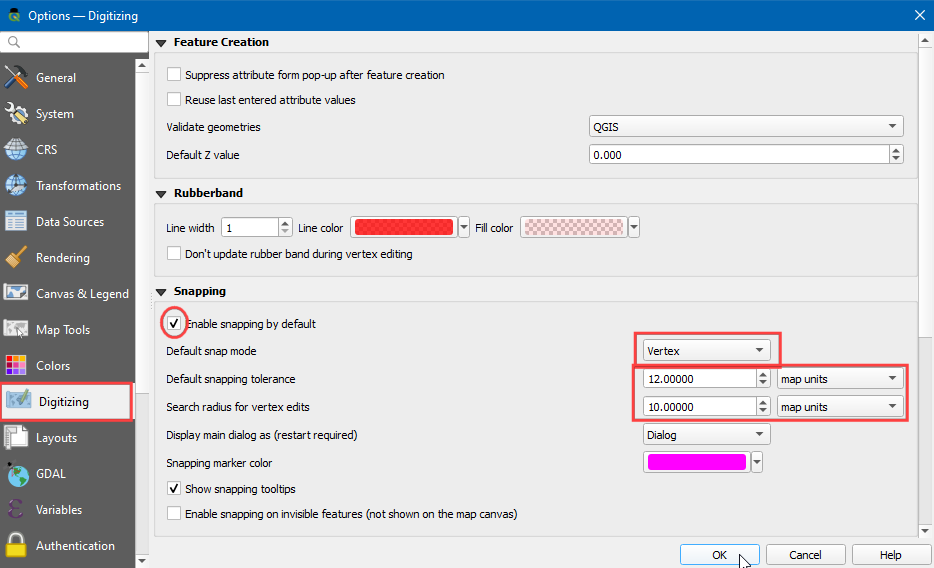 Options — Digitizing
General
System
CRS
Transformations
Data Sources
Rendering
Canvas & Legend
Map Tools
Colors
Digitizing
Layouts
GDAL
Variables
Authentication
Feature Creation
Suppress attribute form pop-up after feature creation
Reuse last entered attribute values
Validate geometries QGIS
Default Z value 0.000
Rubberband
Line width 1 Line color Fill color
Don't update rubber band during vertex editing
Snapping
Enable snapping by default
Default snap mode Vertex
Default snapping tolerance 12.00000 map units
Search radius for vertex edits 10.00000 map units
Display main dialog as (restart required) Dialog
Snapping marker color
Show snapping tooltips
Enable snapping on invisible features (not shown on the map canvas)
OK Cancel Help